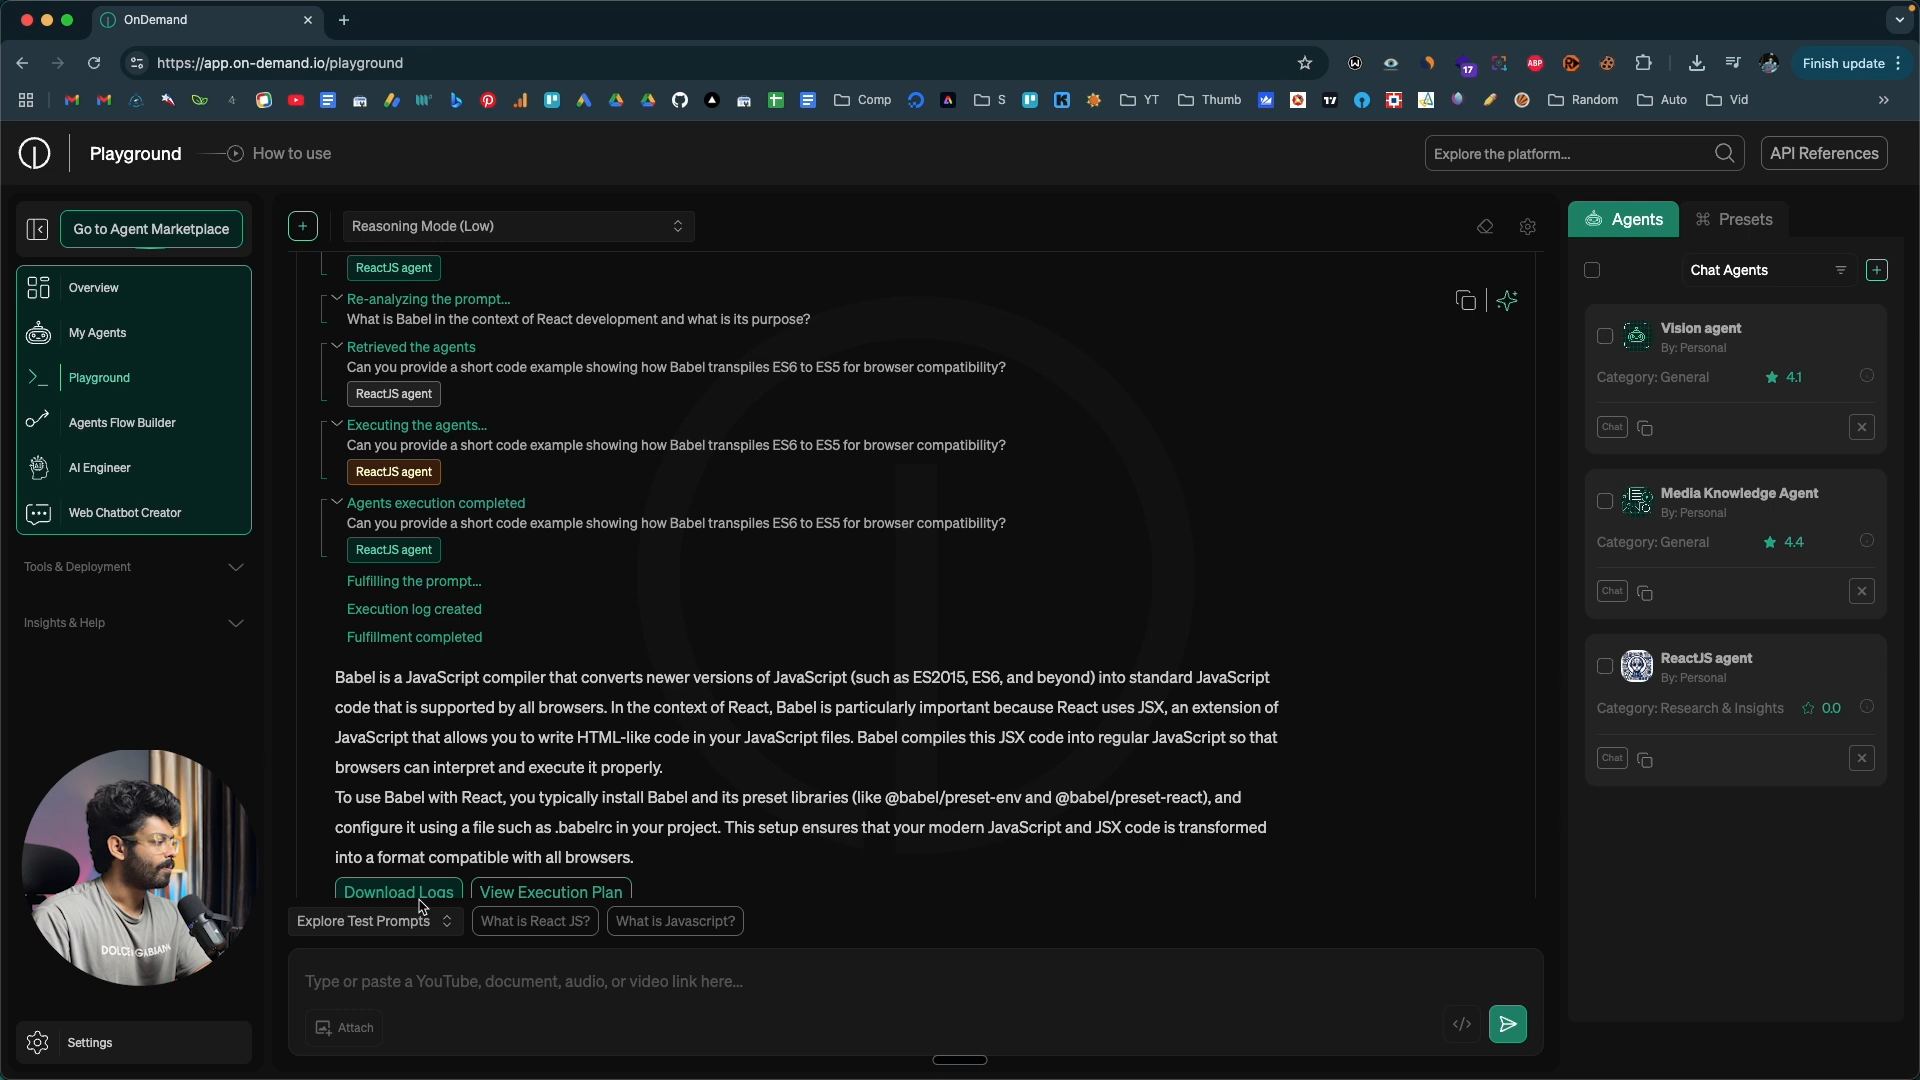 OnDemand
https://app.on-demand.io/playground
17
ABP
Finish update
Comp
S
YT
Thumb
Random
Auto
Vid
Playground
How to use
Explore the platform...
API References
Go to Agent Marketplace
Overview
My Agents
Playground
Agents Flow Builder
AI Engineer
Web Chatbot Creator
Tools & Deployment
Insights & Help
Settings
Reasoning Mode (Low)
ReactJS agent
Re-analyzing the prompt...
What is Babel in the context of React development and what is its purpose?
Retrieved the agents
Can you provide a short code example showing how Babel transpiles ES6 to ES5 for browser compatibility?
ReactJS agent
Executing the agents...
Can you provide a short code example showing how Babel transpiles ES6 to ES5 for browser compatibility?
ReactJS agent
Agents execution completed
Can you provide a short code example showing how Babel transpiles ES6 to ES5 for browser compatibility?
ReactJS agent
Fulfilling the prompt...
Execution log created
Fulfillment completed
Babel is a JavaScript compiler that converts newer versions of JavaScript (such as ES2015, ES6, and beyond) into standard JavaScript
code that is supported by all browsers. In the context of React, Babel is particularly important because React uses JSX, an extension of
JavaScript that allows you to write HTML-like code in your JavaScript files. Babel compiles this JSX code into regular JavaScript so that
browsers can interpret and execute it properly.
To use Babel with React, you typically install Babel and its preset libraries (like @babel/preset-env and @babel/preset-react), and
configure it using a file such as .babelrc in your project. This setup ensures that your modern JavaScript and JSX code is transformed
into a format compatible with all browsers.
Download Logs
View Execution Plan
Explore Test Prompts
What is React JS?
What is Javascript?
Type or paste a YouTube, document, audio, or video link here...
Attach
Agents
Presets
Chat Agents
Vision agent
By: Personal
Category: General
4.1
Chat
Media Knowledge Agent
By: Personal
Category: General
4.4
Chat
ReactJS agent
By: Personal
Category: Research & Insights
0.0
Chat